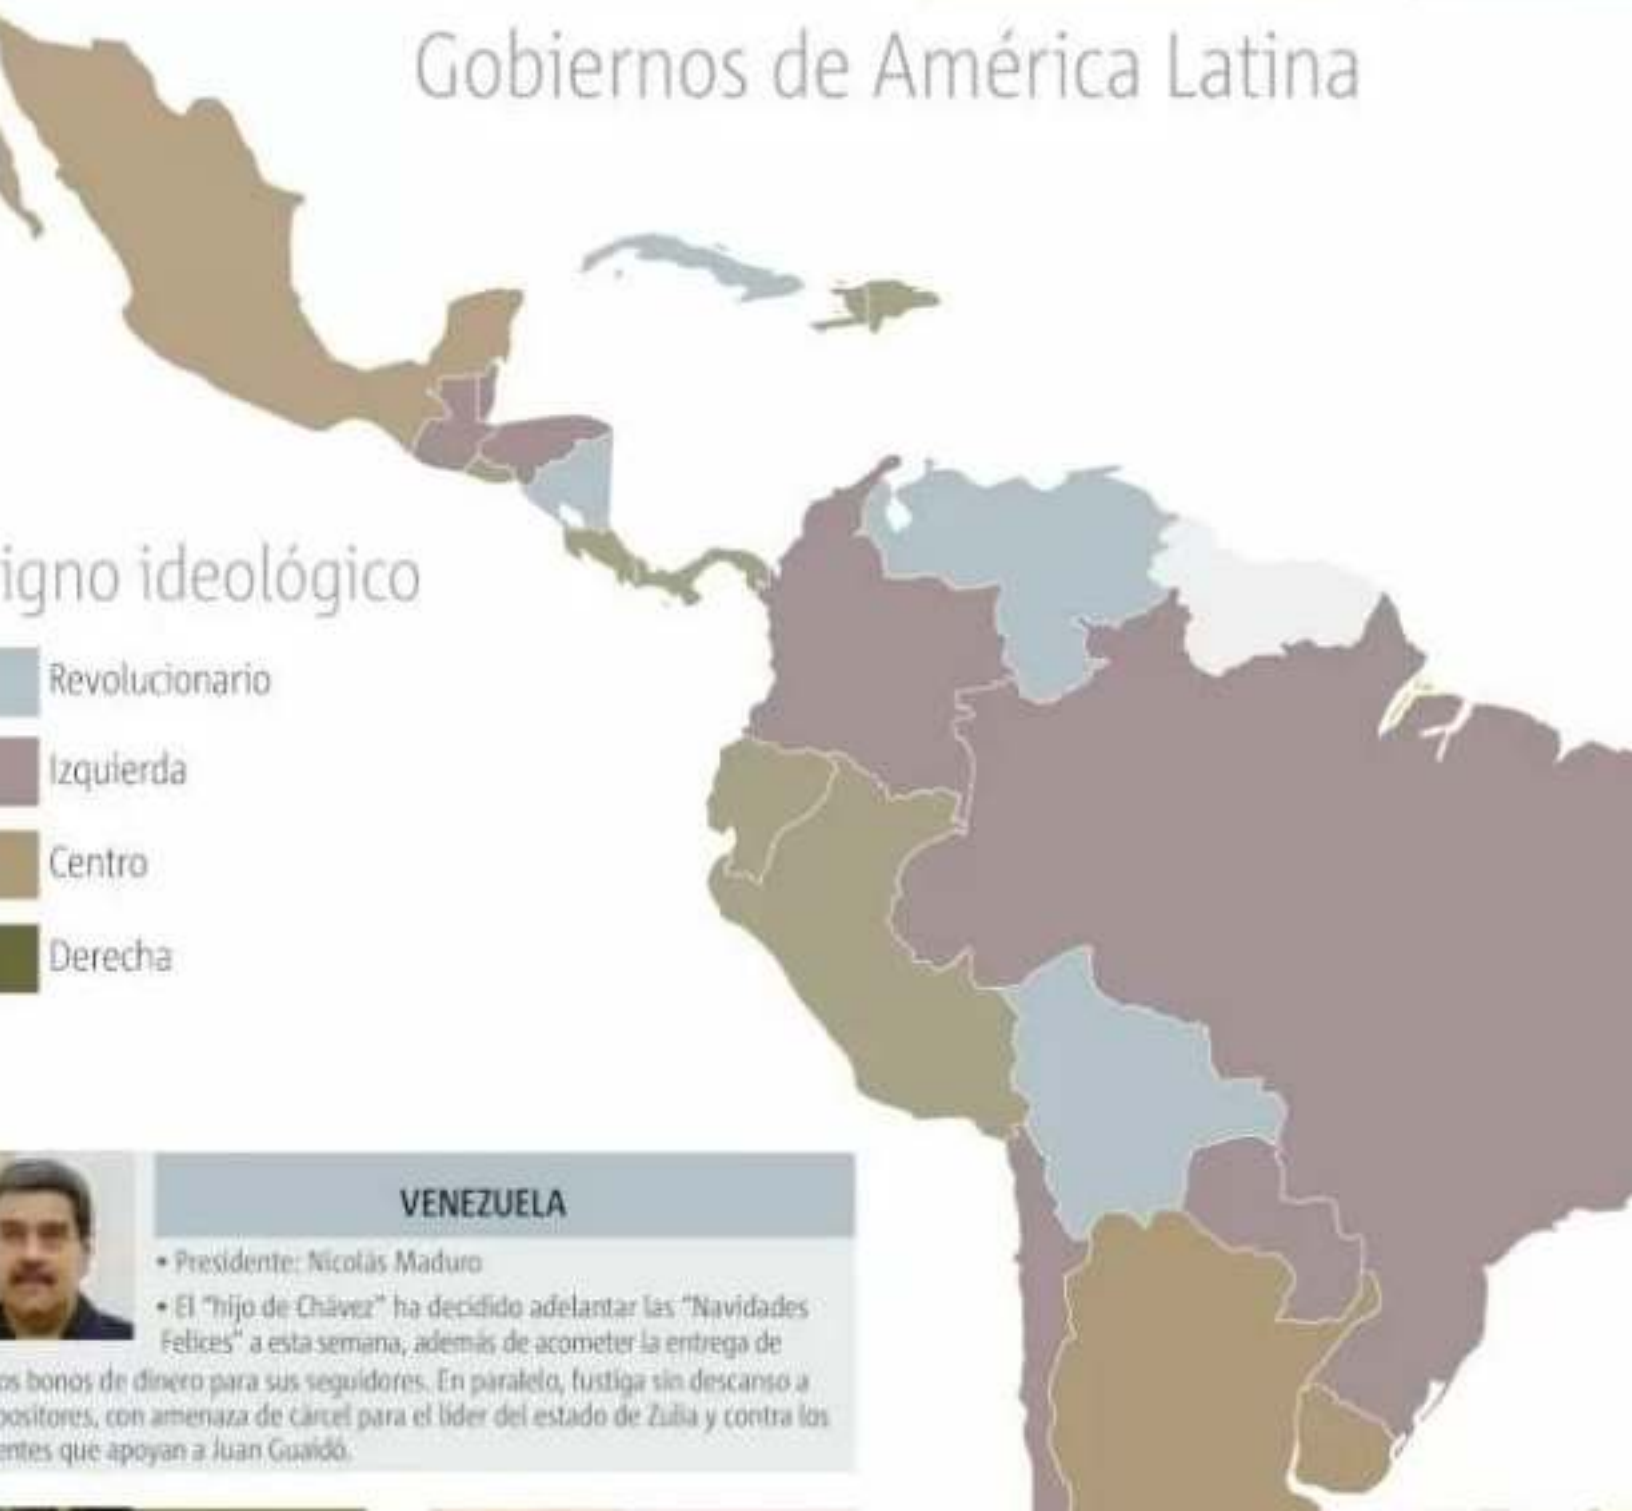 Gobiernos de América Latina
igno ideológico
Revolucionario
Izquierda
Centro
Derecha
VENEZUELA
• Presidente: Nicolás Maduro
• El "hijo de Chávez" ha decidido adelantar las "Navidades
Felices" a esta semana, además de acometer la entrega de
os bonos de dinero para sus seguidores. En paralelo, fustiga sin descanso a
positores, con amenaza de cárcel para el líder del estado de Zulia y contra los
entes que apoyan a Juan Guaidó.